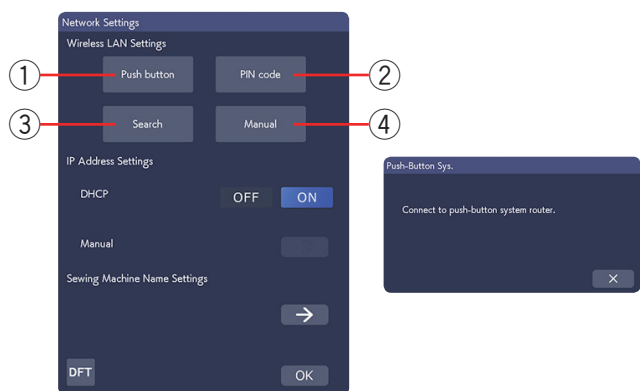 Network Settings
Wireless LAN Settings
1 Push button PIN code 2
3 Search Manual 4
IP Address Settings
DHCP OFF ON
Manual
Sewing Machine Name Settings
→
DFT OK
Push-Button Sys.
Connect to push-button system router.
×